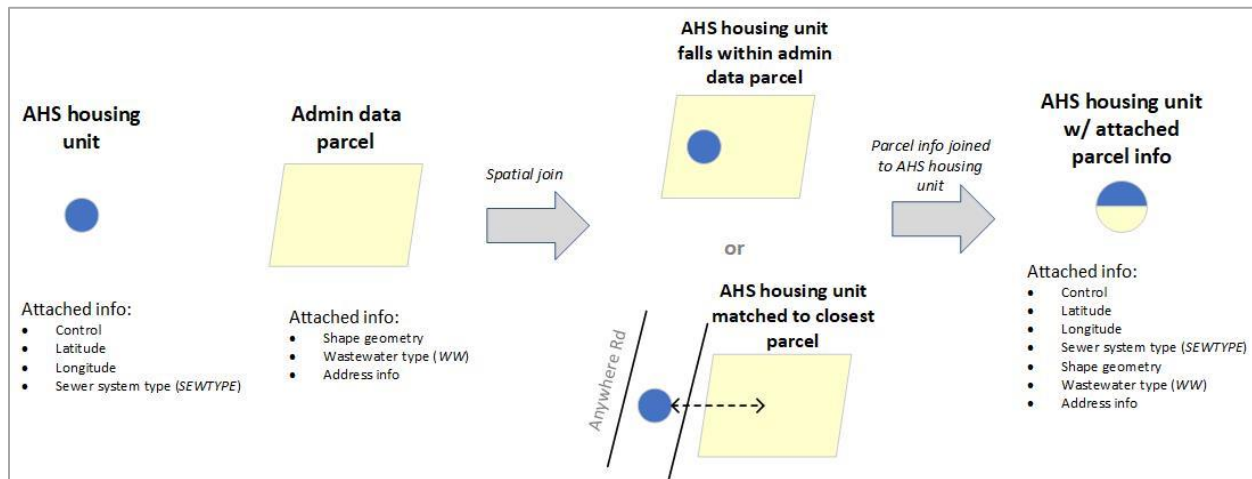 AHS housing
unit
Attached info:
• Control
• Latitude
• Longitude
• Sewer system type (SEWTYPE)
Admin data
parcel
Attached info:
• Shape geometry
• Wastewater type (WW)
• Address info
Spatial join
AHS housing unit
falls within admin
data parcel
or
AHS housing unit
matched to closest
parcel
Anywhere Rd
Parcel info joined
to AHS housing
unit
AHS housing unit
w/ attached
parcel info
Attached info:
• Control
• Latitude
• Longitude
• Sewer system type (SEWTYPE)
• Shape geometry
• Wastewater type (WW)
• Address info